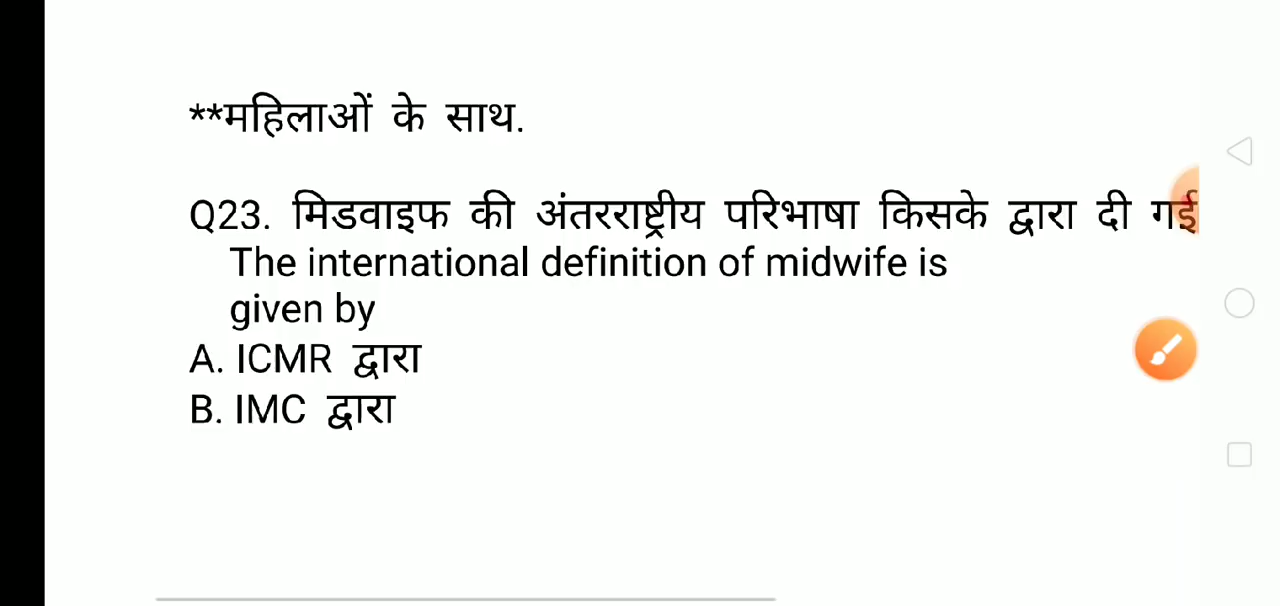 **महिलाओं के साथ.
Q23. मिडवाइफ की अंतरराष्ट्रीय परिभाषा किसके द्वारा दी गई
The international definition of midwife is
given by
A. ICMR द्वारा
B. IMC द्वारा